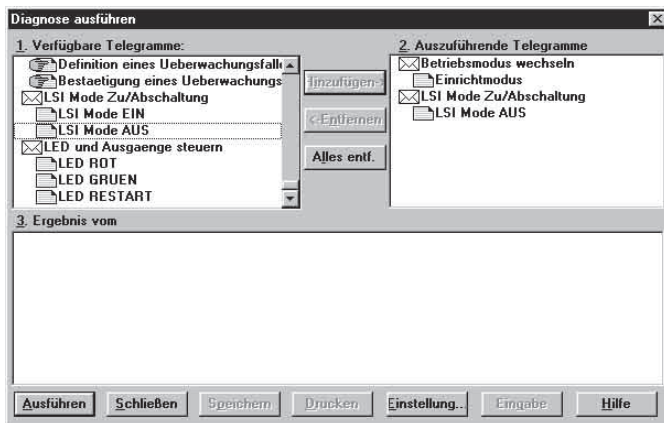 Diagnose ausführen
1. Verfügbare Telegramme:
Definition eines Ueberwachungsfall
Bestaetigung eines Ueberwachungs
LSI Mode Zu/Abschaltung
LSI Mode EIN
LSI Mode AUS
LED und Ausgaenge steuern
LED ROT
LED GRUEN
LED RESTART
Hinzufügen->
<-Entfernen
Alles entf.
2. Auszuführende Telegramme
Betriebsmodus wechseln
Einrichtmodus
LSI Mode Zu/Abschaltung
LSI Mode AUS
3. Ergebnis vom
Ausführen
Schließen
Speichern
Drucken
Einstellung..
Eingabe
Hilfe